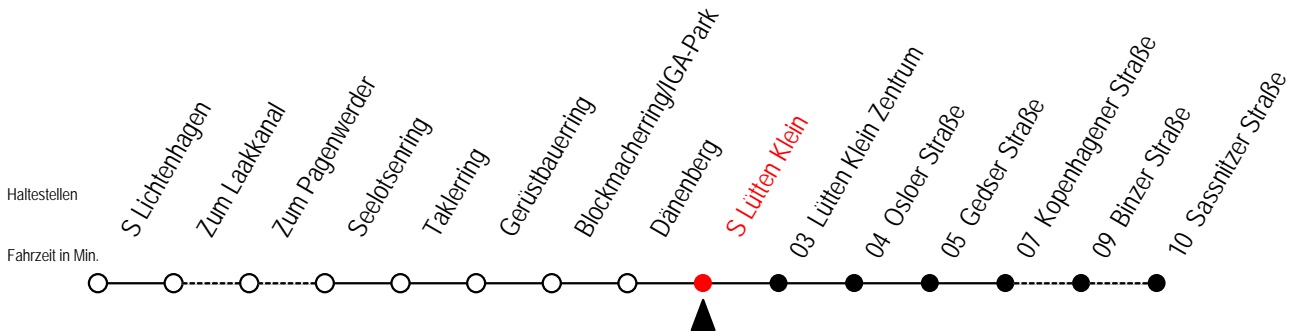 S Lichtenhagen
Zum Laakkanal
Zum Pagenwerder
Seelotsenring
Taklerring
Gerüstbauerring
Blockmacherring/IGA-Park
Dänenberg
S Lütten Klein
03 Lütten Klein Zentrum
04 Osloer Straße
05 Gedser Straße
07 Kopenhagener Straße
09 Binzer Straße
10 Sassnitzer Straße
Haltestellen
Fahrzeit in Min.